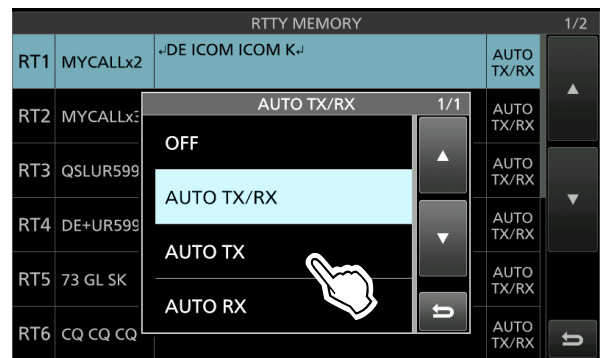 RTTY MEMORY 1/2
RT1 MYCALLx2 ↵DE ICOM ICOM K↵ AUTO
TX/RX
RT2 MYCALLx3 AUTO
TX/RX
RT3 QSLUR599 AUTO
TX/RX
RT4 DE+UR599 AUTO
TX/RX
RT5 73 GL SK AUTO
TX/RX
RT6 CQ CQ CQ AUTO
TX/RX
AUTO TX/RX 1/1
OFF
AUTO TX/RX
AUTO TX
AUTO RX